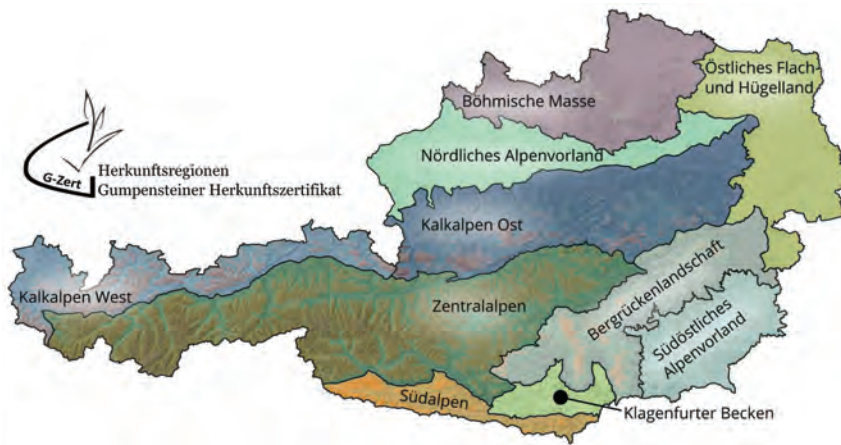 Östliches Flach-
und Hügelland
Böhmische Masse
Nördliches Alpenvorland
G-Zert
Herkunftsregionen
Gumpensteiner Herkunftszertifikat
Kalkalpen Ost
Kalkalpen West
Zentralalpen
Bergrückenlandschaft
Südöstliches
Alpenvorland
Südalpen
Klagenfurter Becken